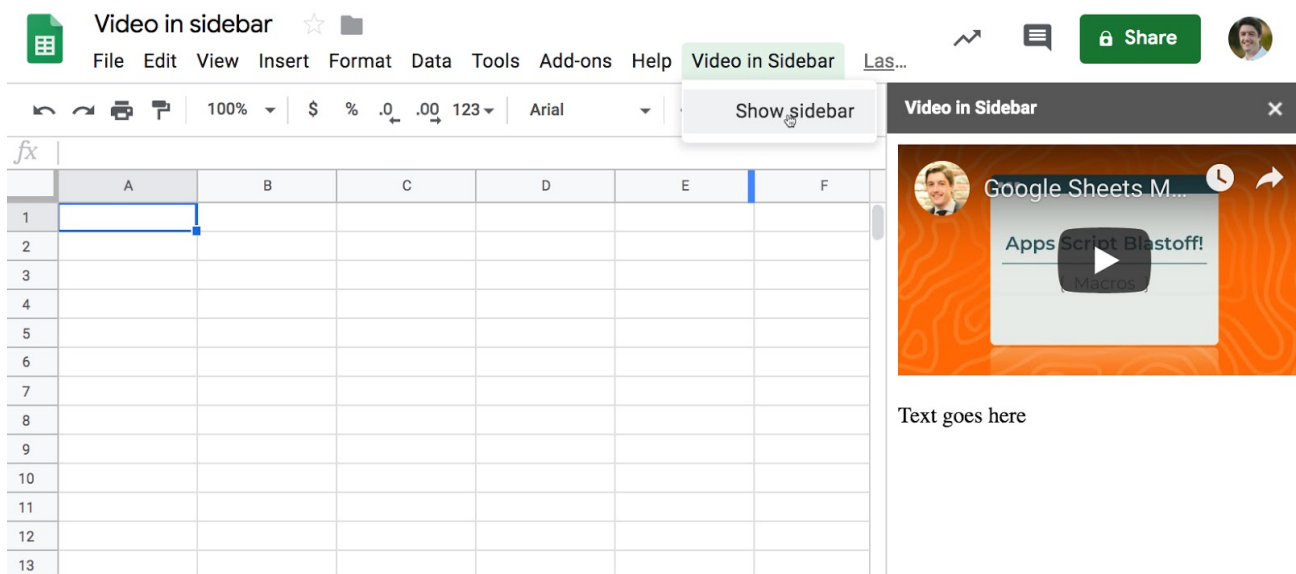 Video in sidebar
File Edit View Insert Format Data Tools Add-ons Help Video in Sidebar Las...
Share
100% $ % .0 .00 123 Arial
Show sidebar
Video in Sidebar
fx
A B C D E F
1
2
3
4
5
6
7
8
9
10
11
12
13
Google Sheets M...
Apps Script Blastoff!
{ Macros }
Text goes here